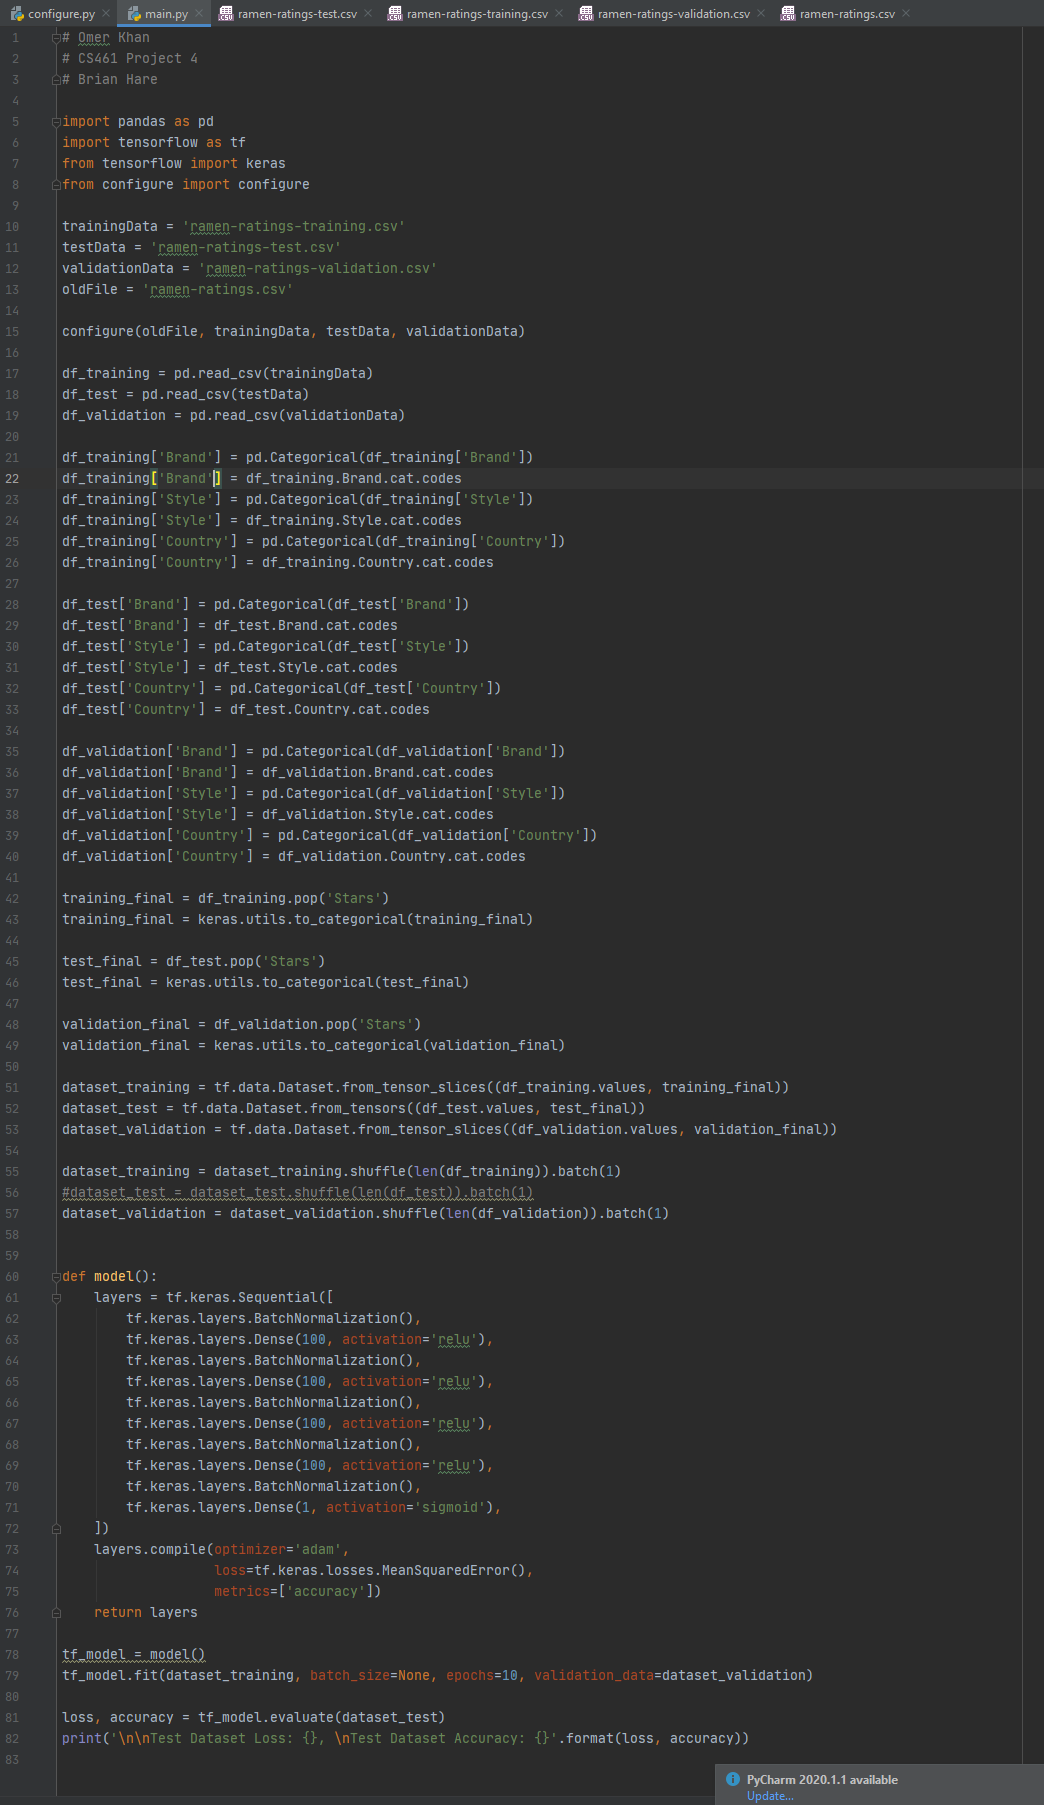 configure.py × main.py × ramen-ratings-test.csv × ramen-ratings-training.csv × ramen-ratings-validation.csv × ramen-ratings.csv ×
1 # Omer Khan
2 # CS461 Project 4
3 # Brian Hare
4
5 import pandas as pd
6 import tensorflow as tf
7 from tensorflow import keras
8 from configure import configure
9
10 trainingData = 'ramen-ratings-training.csv'
11 testData = 'ramen-ratings-test.csv'
12 validationData = 'ramen-ratings-validation.csv'
13 oldFile = 'ramen-ratings.csv'
14
15 configure(oldFile, trainingData, testData, validationData)
16
17 df_training = pd.read_csv(trainingData)
18 df_test = pd.read_csv(testData)
19 df_validation = pd.read_csv(validationData)
20
21 df_training['Brand'] = pd.Categorical(df_training['Brand'])
22 df_training['Brand'] = df_training.Brand.cat.codes
23 df_training['Style'] = pd.Categorical(df_training['Style'])
24 df_training['Style'] = df_training.Style.cat.codes
25 df_training['Country'] = pd.Categorical(df_training['Country'])
26 df_training['Country'] = df_training.Country.cat.codes
27
28 df_test['Brand'] = pd.Categorical(df_test['Brand'])
29 df_test['Brand'] = df_test.Brand.cat.codes
30 df_test['Style'] = pd.Categorical(df_test['Style'])
31 df_test['Style'] = df_test.Style.cat.codes
32 df_test['Country'] = pd.Categorical(df_test['Country'])
33 df_test['Country'] = df_test.Country.cat.codes
34
35 df_validation['Brand'] = pd.Categorical(df_validation['Brand'])
36 df_validation['Brand'] = df_validation.Brand.cat.codes
37 df_validation['Style'] = pd.Categorical(df_validation['Style'])
38 df_validation['Style'] = df_validation.Style.cat.codes
39 df_validation['Country'] = pd.Categorical(df_validation['Country'])
40 df_validation['Country'] = df_validation.Country.cat.codes
41
42 training_final = df_training.pop('Stars')
43 training_final = keras.utils.to_categorical(training_final)
44
45 test_final = df_test.pop('Stars')
46 test_final = keras.utils.to_categorical(test_final)
47
48 validation_final = df_validation.pop('Stars')
49 validation_final = keras.utils.to_categorical(validation_final)
50
51 dataset_training = tf.data.Dataset.from_tensor_slices((df_training.values, training_final))
52 dataset_test = tf.data.Dataset.from_tensors((df_test.values, test_final))
53 dataset_validation = tf.data.Dataset.from_tensor_slices((df_validation.values, validation_final))
54
55 dataset_training = dataset_training.shuffle(len(df_training)).batch(1)
56 #dataset_test = dataset_test.shuffle(len(df_test)).batch(1)
57 dataset_validation = dataset_validation.shuffle(len(df_validation)).batch(1)
58
59
60 def model():
61     layers = tf.keras.Sequential([
62         tf.keras.layers.BatchNormalization(),
63         tf.keras.layers.Dense(100, activation='relu'),
64         tf.keras.layers.BatchNormalization(),
65         tf.keras.layers.Dense(100, activation='relu'),
66         tf.keras.layers.BatchNormalization(),
67         tf.keras.layers.Dense(100, activation='relu'),
68         tf.keras.layers.BatchNormalization(),
69         tf.keras.layers.Dense(100, activation='relu'),
70         tf.keras.layers.BatchNormalization(),
71         tf.keras.layers.Dense(1, activation='sigmoid'),
72     ])
73     layers.compile(optimizer='adam',
74                    loss=tf.keras.losses.MeanSquaredError(),
75                    metrics=['accuracy'])
76     return layers
77
78 tf_model = model()
79 tf_model.fit(dataset_training, batch_size=None, epochs=10, validation_data=dataset_validation)
80
81 loss, accuracy = tf_model.evaluate(dataset_test)
82 print('\n\nTest Dataset Loss: {}, \nTest Dataset Accuracy: {}'.format(loss, accuracy))
83
PyCharm 2020.1.1 available
Update...